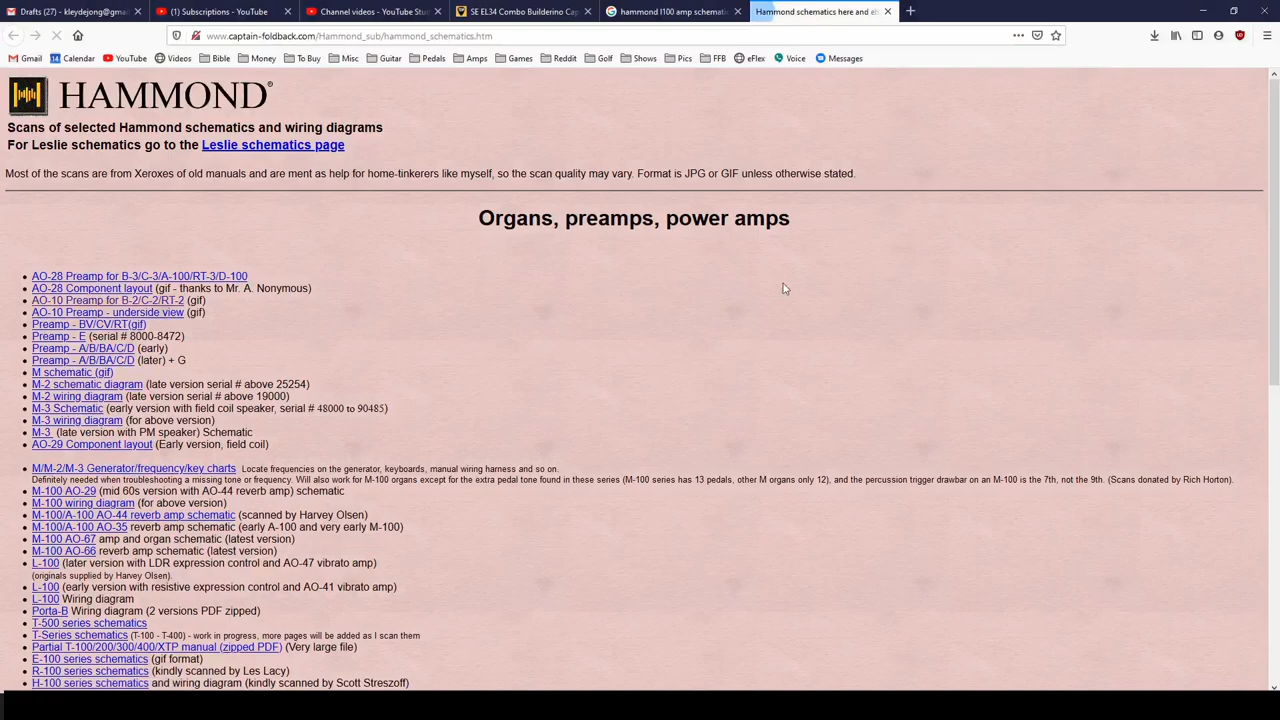 Drafts (27) - kleydejong@gma
(1) Subscriptions - YouTube
Channel videos - YouTube Stud
SE EL34 Combo Builderino Cap
hammond l100 amp schemati
Hammond schematics here and el
www.captain-foldback.com/Hammond_sub/hammond_schematics.htm
Gmail Calendar YouTube Videos Bible Money To Buy Misc Guitar Pedals Amps Games Reddit Golf Shows Pics FFB eFlex Voice Messages
HAMMOND®
Scans of selected Hammond schematics and wiring diagrams
For Leslie schematics go to the Leslie schematics page
Most of the scans are from Xeroxes of old manuals and are ment as help for home-tinkerers like myself, so the scan quality may vary. Format is JPG or GIF unless otherwise stated.
Organs, preamps, power amps
AO-28 Preamp for B-3/C-3/A-100/RT-3/D-100
AO-28 Component layout (gif - thanks to Mr. A. Nonymous)
AO-10 Preamp for B-2/C-2/RT-2 (gif)
AO-10 Preamp - underside view (gif)
Preamp - BV/CV/RT(gif)
Preamp - E (serial # 8000-8472)
Preamp - A/B/BA/C/D (early)
Preamp - A/B/BA/C/D (later) + G
M schematic (gif)
M-2 schematic diagram (late version serial # above 25254)
M-2 wiring diagram (late version serial # above 19000)
M-3 Schematic (early version with field coil speaker, serial # 48000 to 90485)
M-3 wiring diagram (for above version)
M-3 (late version with PM speaker) Schematic
AO-29 Component layout (Early version, field coil)
M/M-2/M-3 Generator/frequency/key charts Locate frequencies on the generator, keyboards, manual wiring harness and so on.
Definitely needed when troubleshooting a missing tone or frequency. Will also work for M-100 organs except for the extra pedal tone found in these series (M-100 series has 13 pedals, other M organs only 12), and the percussion trigger drawbar on an M-100 is the 7th, not the 9th. (Scans donated by Rich Horton).
M-100 AO-29 (mid 60s version with AO-44 reverb amp) schematic
M-100 wiring diagram (for above version)
M-100/A-100 AO-44 reverb amp schematic (scanned by Harvey Olsen)
M-100/A-100 AO-35 reverb amp schematic (early A-100 and very early M-100)
M-100 AO-67 amp and organ schematic (latest version)
M-100 AO-66 reverb amp schematic (latest version)
L-100 (later version with LDR expression control and AO-47 vibrato amp)
(originals supplied by Harvey Olsen).
L-100 (early version with resistive expression control and AO-41 vibrato amp)
L-100 Wiring diagram
Porta-B Wiring diagram (2 versions PDF zipped)
T-500 series schematics
T-Series schematics (T-100 - T-400) - work in progress, more pages will be added as I scan them
Partial T-100/200/300/400/XTP manual (zipped PDF) (Very large file)
E-100 series schematics (gif format)
R-100 series schematics (kindly scanned by Les Lacy)
H-100 series schematics and wiring diagram (kindly scanned by Scott Streszoff)